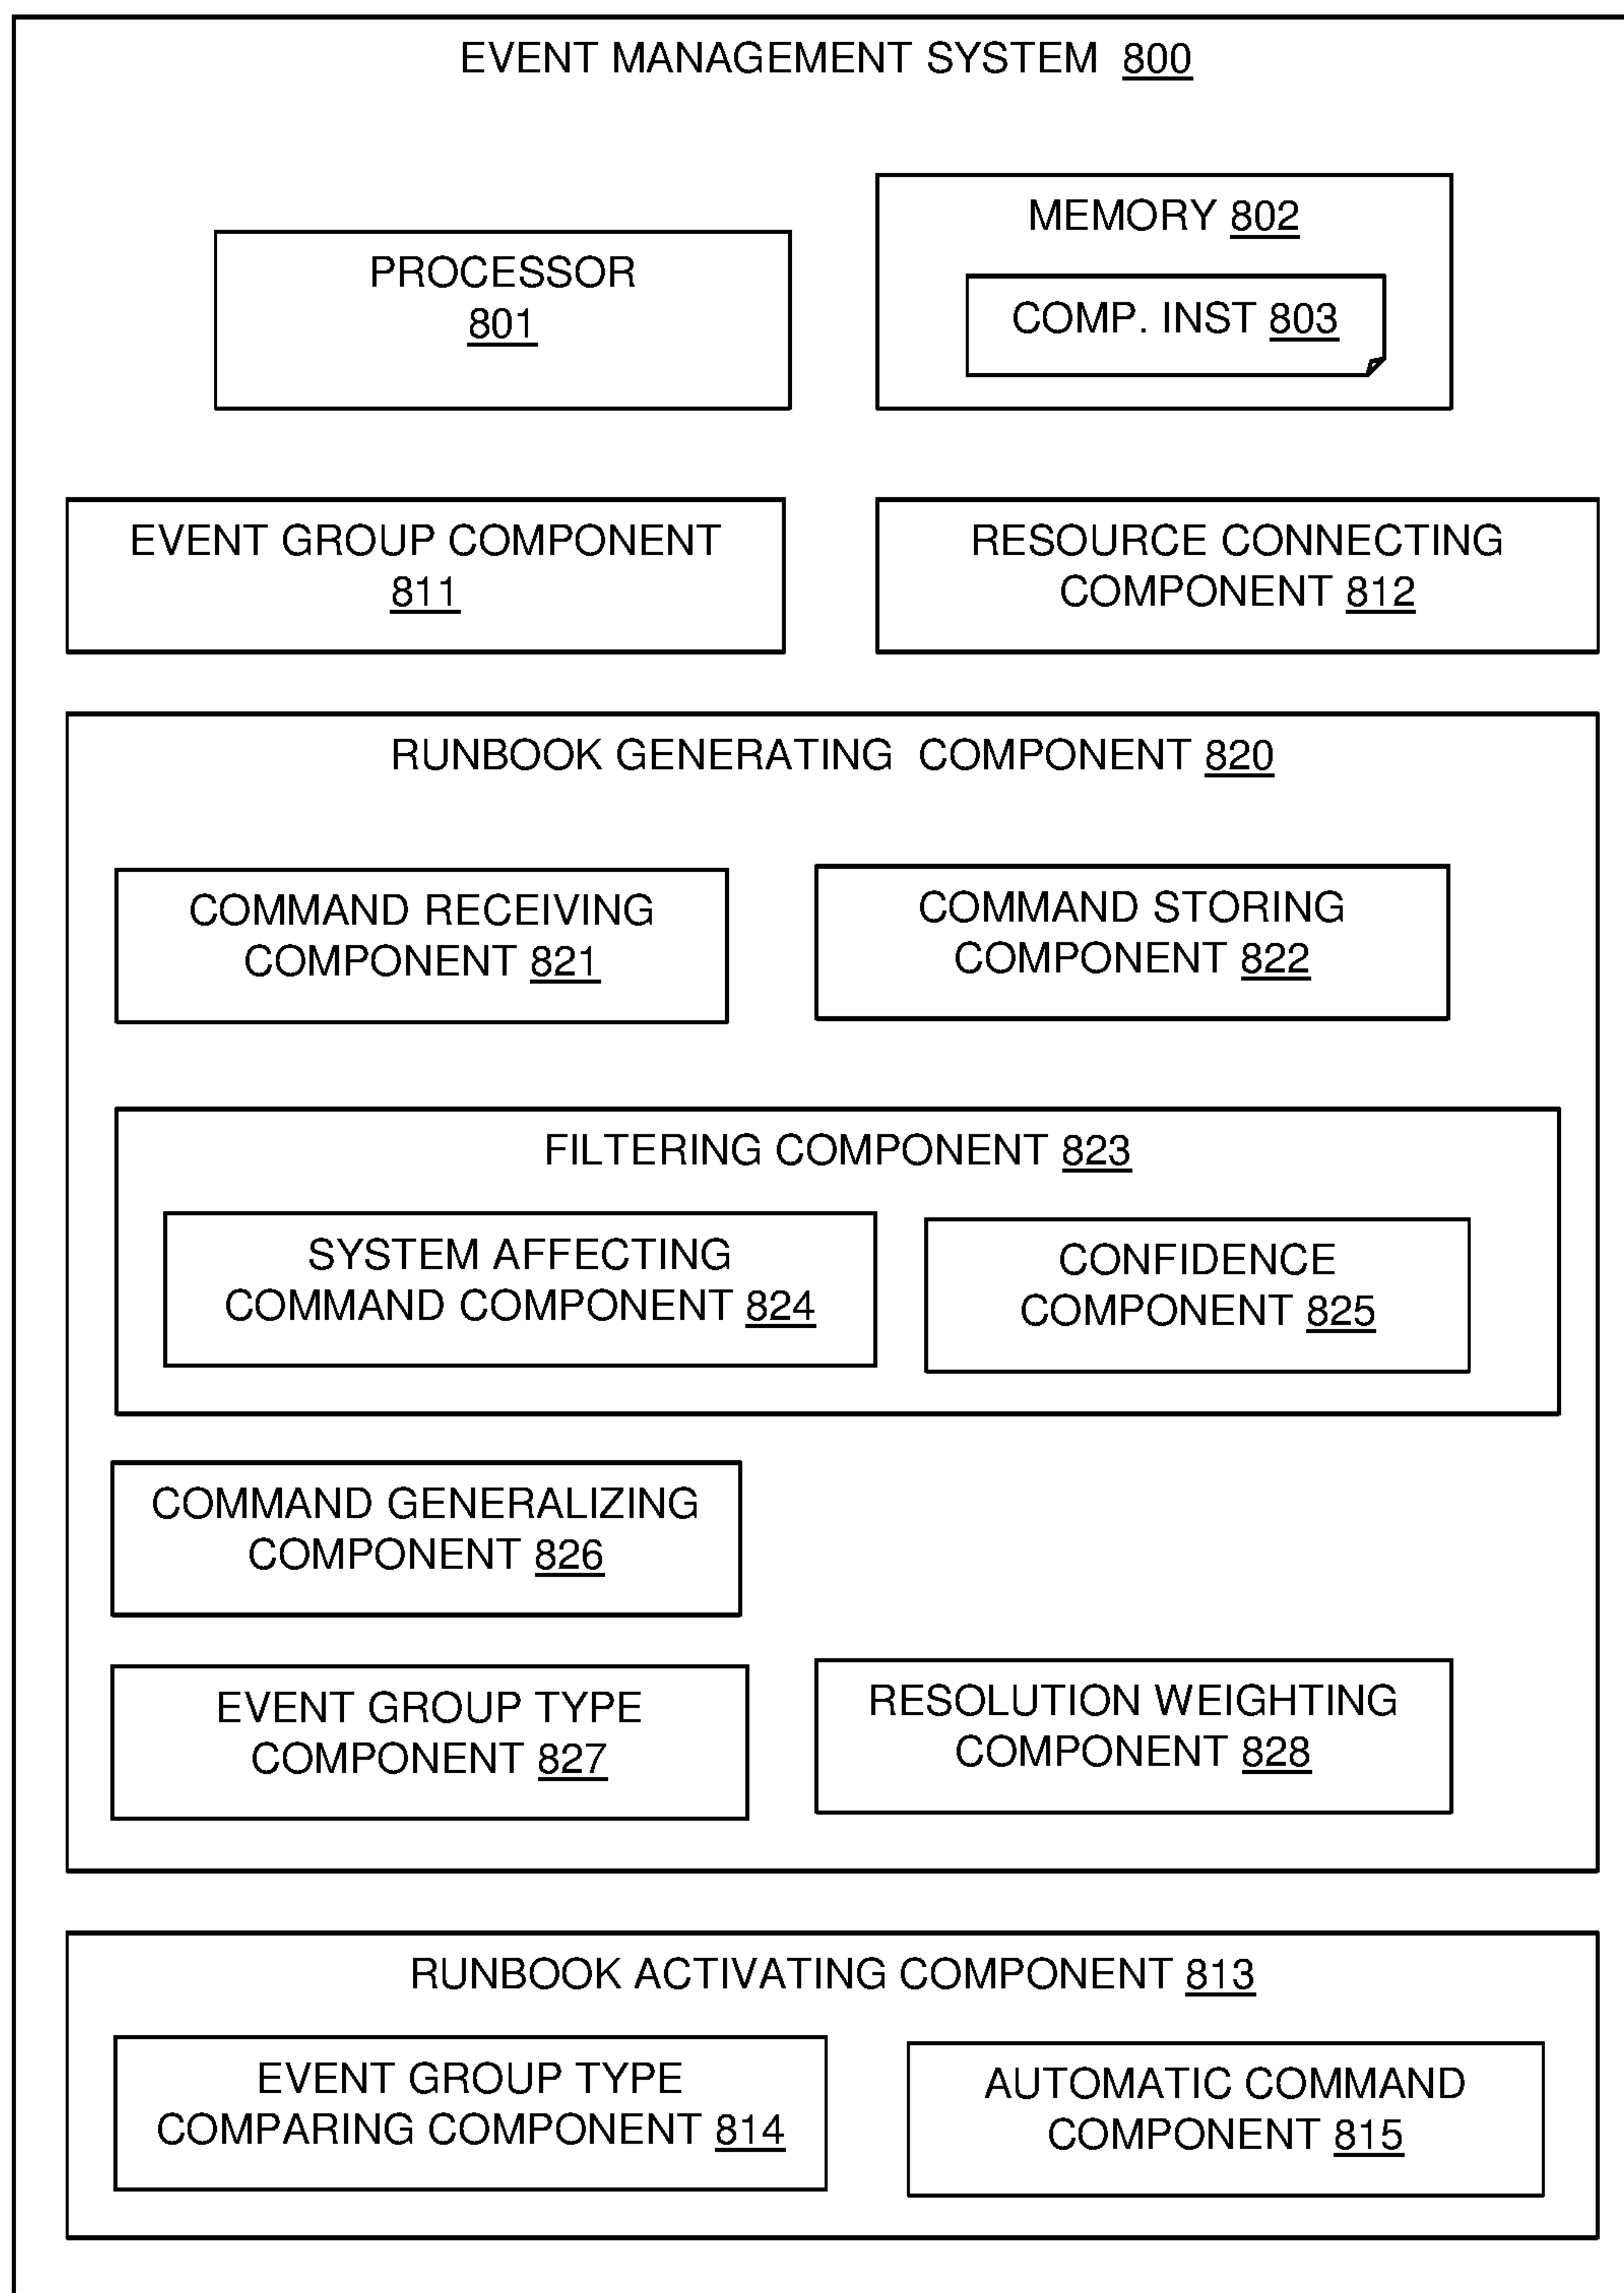 EVENT MANAGEMENT SYSTEM 800
PROCESSOR
801
MEMORY 802
COMP. INST 803
EVENT GROUP COMPONENT
811
RESOURCE CONNECTING
COMPONENT 812
RUNBOOK GENERATING COMPONENT 820
COMMAND RECEIVING
COMPONENT 821
COMMAND STORING
COMPONENT 822
FILTERING COMPONENT 823
SYSTEM AFFECTING
COMMAND COMPONENT 824
CONFIDENCE
COMPONENT 825
COMMAND GENERALIZING
COMPONENT 826
EVENT GROUP TYPE
COMPONENT 827
RESOLUTION WEIGHTING
COMPONENT 828
RUNBOOK ACTIVATING COMPONENT 813
EVENT GROUP TYPE
COMPARING COMPONENT 814
AUTOMATIC COMMAND
COMPONENT 815